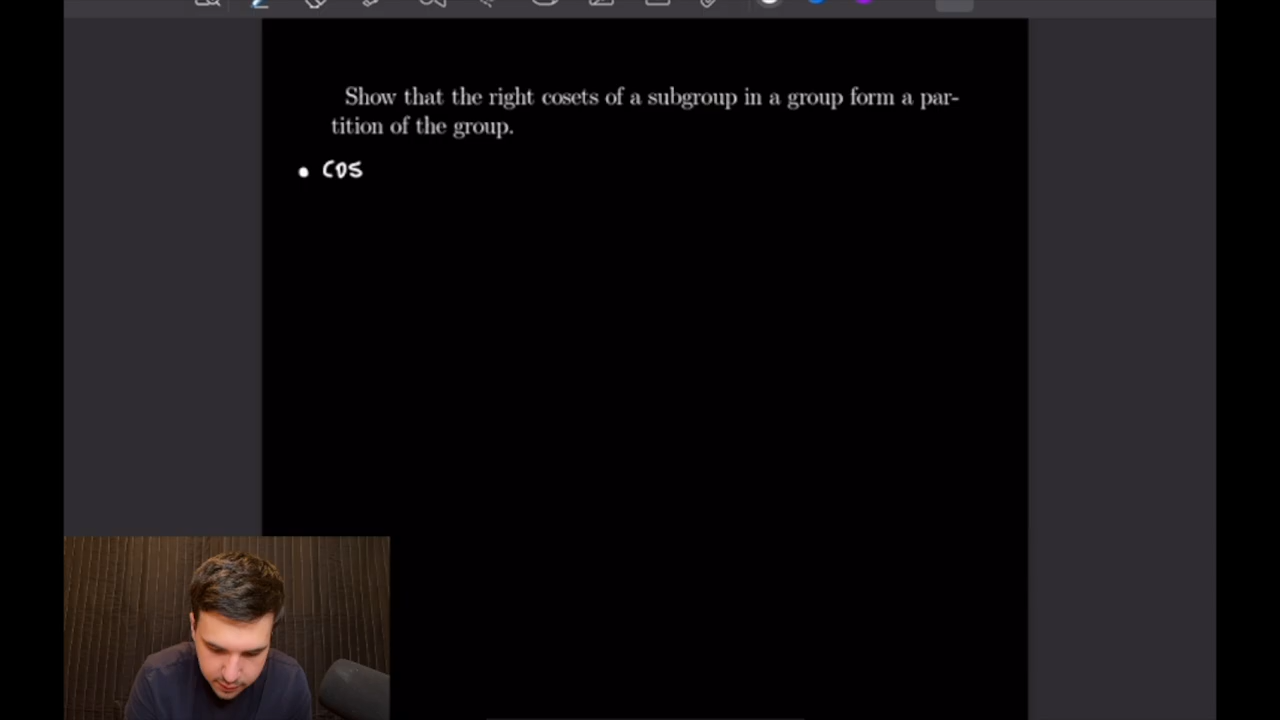 Show that the right cosets of a subgroup in a group form a par-
tition of the group.
• COS